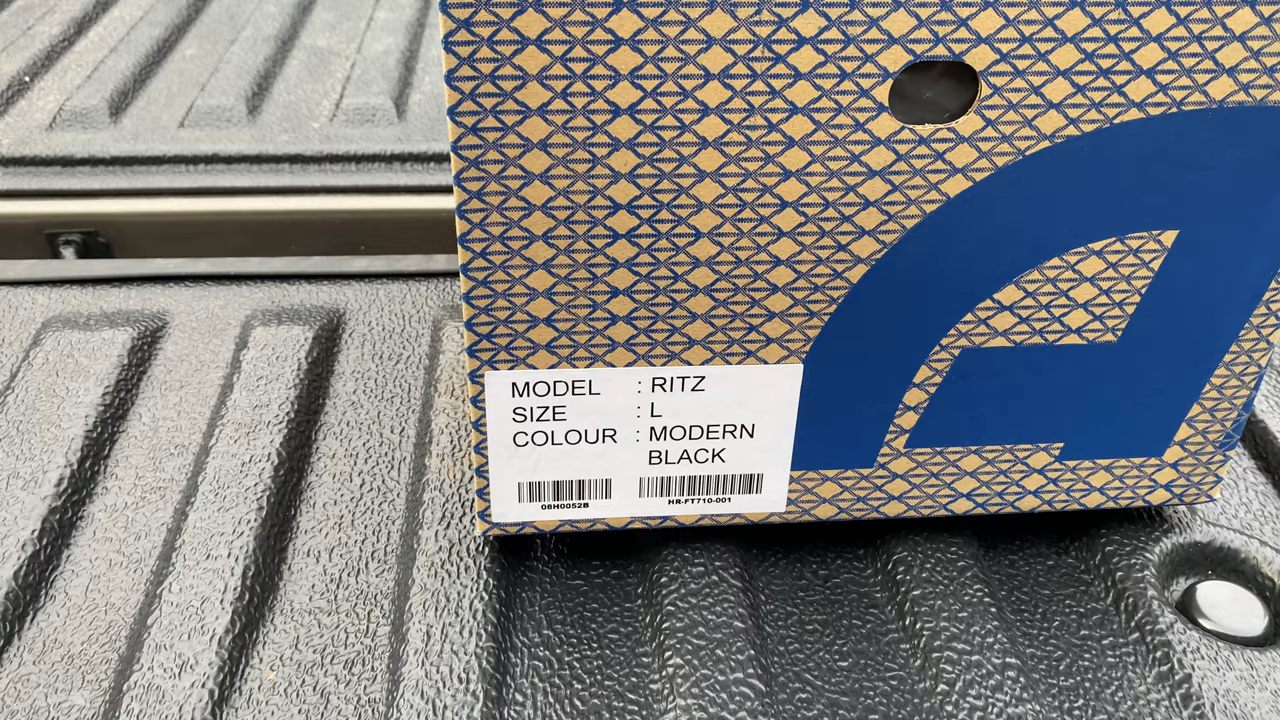 MODEL : RITZ
SIZE : L
COLOUR : MODERN
BLACK
08H0052B
HR-FT710-001